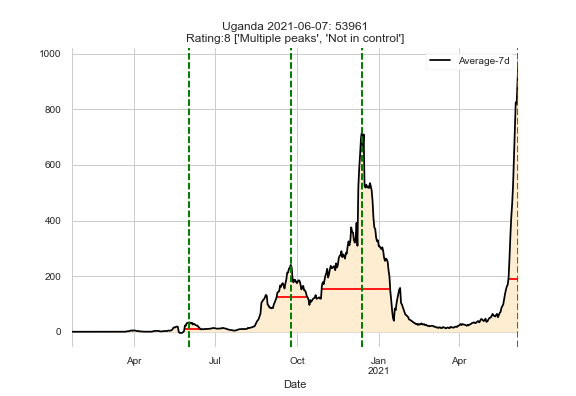 Uganda 2021-06-07: 53961
Rating:8 ['Multiple peaks', 'Not in control']
Average-7d
1000
800
600
400
200
0
Apr Jul Oct Jan Apr
2021
Date